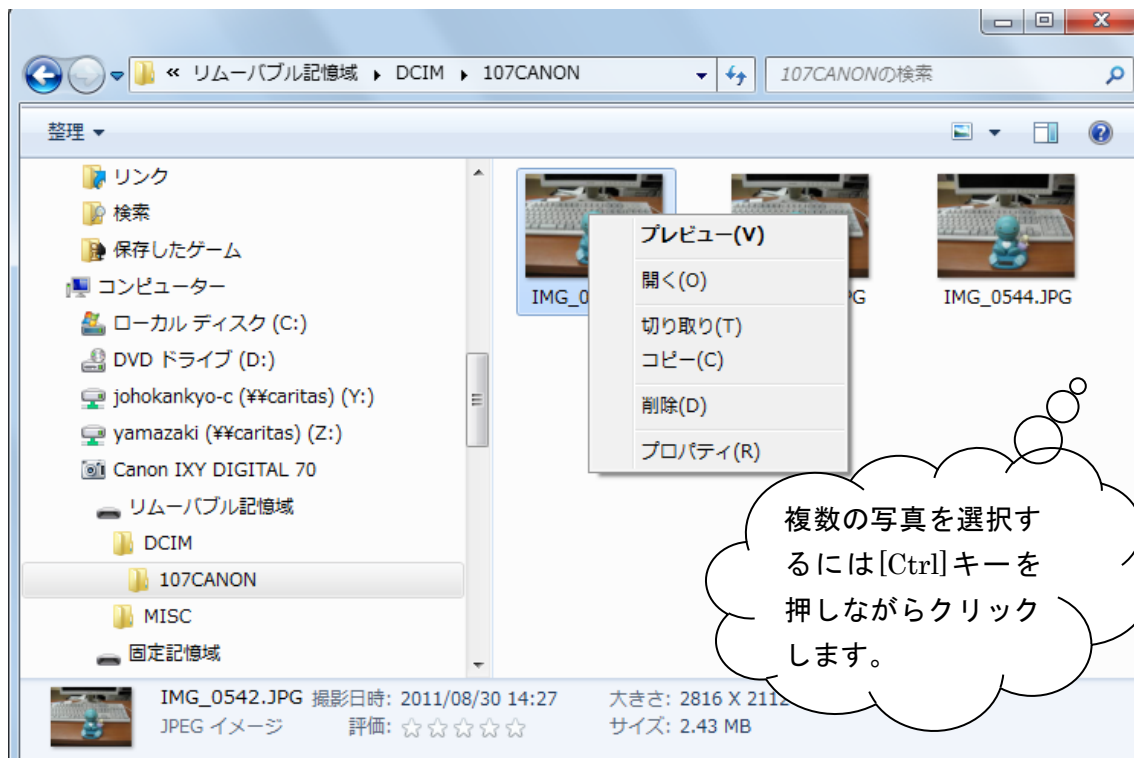 « リムーバブル記憶域 ▸ DCIM ▸ 107CANON
107CANONの検索
整理
リンク
検索
保存したゲーム
コンピューター
ローカル ディスク (C:)
DVD ドライブ (D:)
johokankyo-c (¥¥caritas) (Y:)
yamazaki (¥¥caritas) (Z:)
Canon IXY DIGITAL 70
リムーバブル記憶域
DCIM
107CANON
MISC
固定記憶域
IMG_0
PG
IMG_0544.JPG
プレビュー(V)
開く(O)
切り取り(T)
コピー(C)
削除(D)
プロパティ(R)
複数の写真を選択す
るには[Ctrl]キーを
押しながらクリック
します。
IMG_0542.JPG 撮影日時: 2011/08/30 14:27 大きさ: 2816 X 2112
JPEG イメージ 評価: ☆☆☆☆☆ サイズ: 2.43 MB